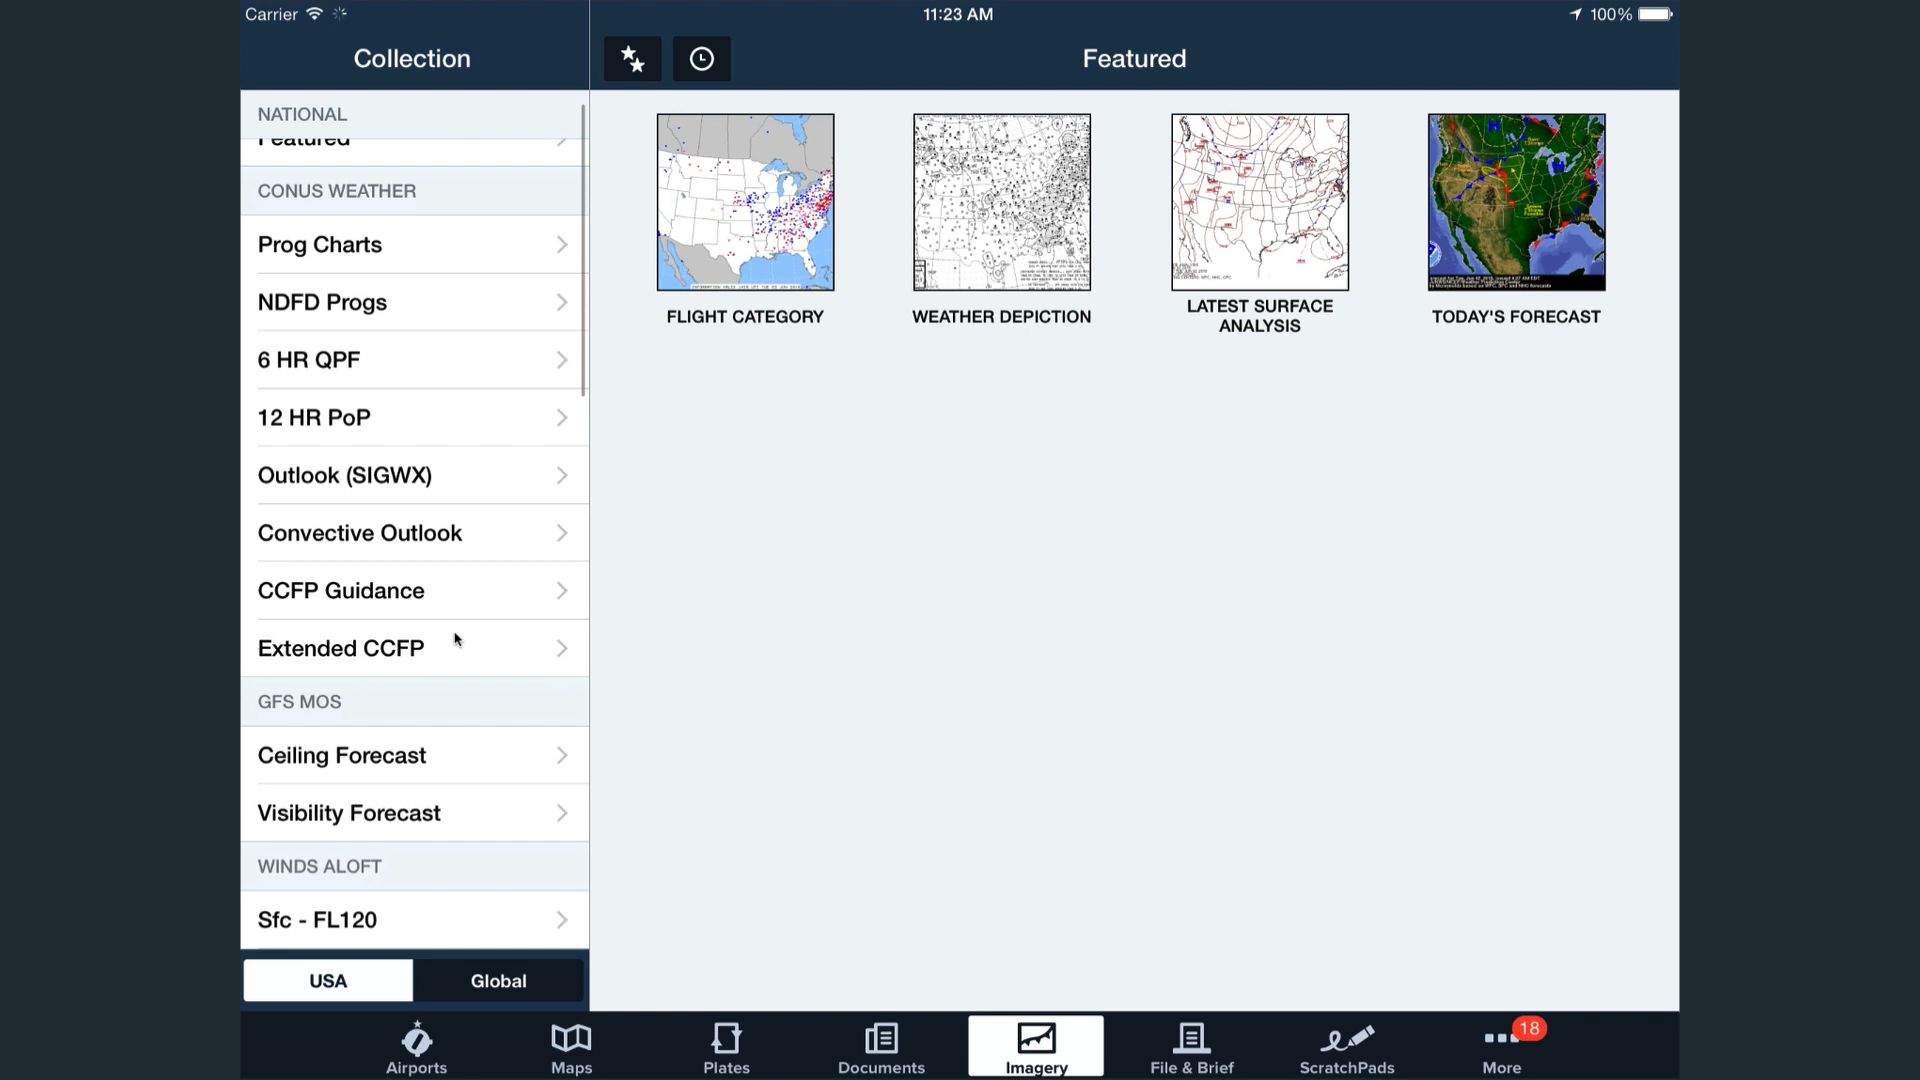 Carrier
11:23 AM
100%
Collection
Featured
NATIONAL
Featured
CONUS WEATHER
Prog Charts
NDFD Progs
6 HR QPF
12 HR PoP
Outlook (SIGWX)
Convective Outlook
CCFP Guidance
Extended CCFP
GFS MOS
Ceiling Forecast
Visibility Forecast
WINDS ALOFT
Sfc - FL120
USA
Global
FLIGHT CATEGORY
WEATHER DEPICTION
LATEST SURFACE
ANALYSIS
TODAY'S FORECAST
Airports
Maps
Plates
Documents
Imagery
File & Brief
ScratchPads
More
18